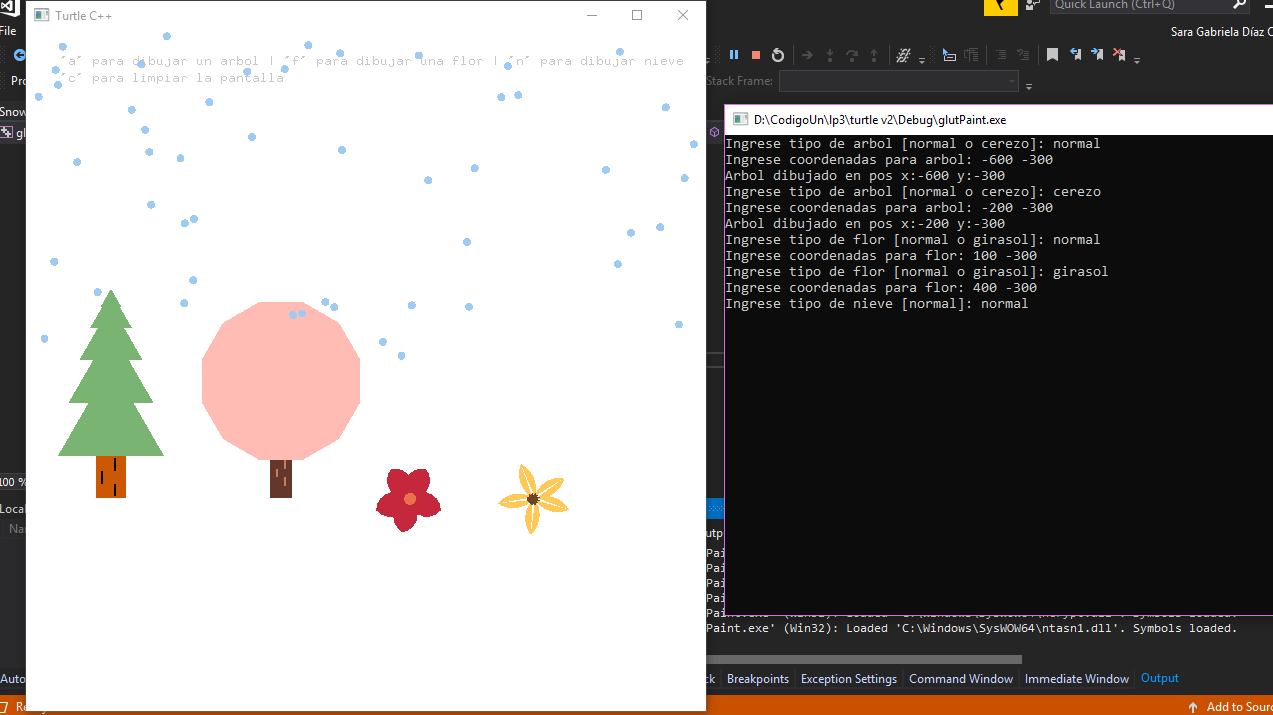 Turtle C++
"a" para dibujar un arbol | "f" para dibujar una flor | "n" para dibujar nieve
"c" para limpiar la pantalla
File
Quick Launch (Ctrl+Q)
Sara Gabriela Díaz C
Stack Frame:
Snow
D:\CodigoUn\lp3\turtle v2\Debug\glutPaint.exe
Ingrese tipo de arbol [normal o cerezo]: normal
Ingrese coordenadas para arbol: -600 -300
Arbol dibujado en pos x:-600 y:-300
Ingrese tipo de arbol [normal o cerezo]: cerezo
Ingrese coordenadas para arbol: -200 -300
Arbol dibujado en pos x:-200 y:-300
Ingrese tipo de flor [normal o girasol]: normal
Ingrese coordenadas para flor: 100 -300
Ingrese tipo de flor [normal o girasol]: girasol
Ingrese coordenadas para flor: 400 -300
Ingrese tipo de nieve [normal]: normal
100 %
Loca
Na
utp
Pai
Pai
Pai
Pai
Paint.exe' (Win32): Loaded 'C:\Windows\SysWOW64\ntasn1.dll'. Symbols loaded.
Auto
ck Breakpoints Exception Settings Command Window Immediate Window Output
Add to Sourc